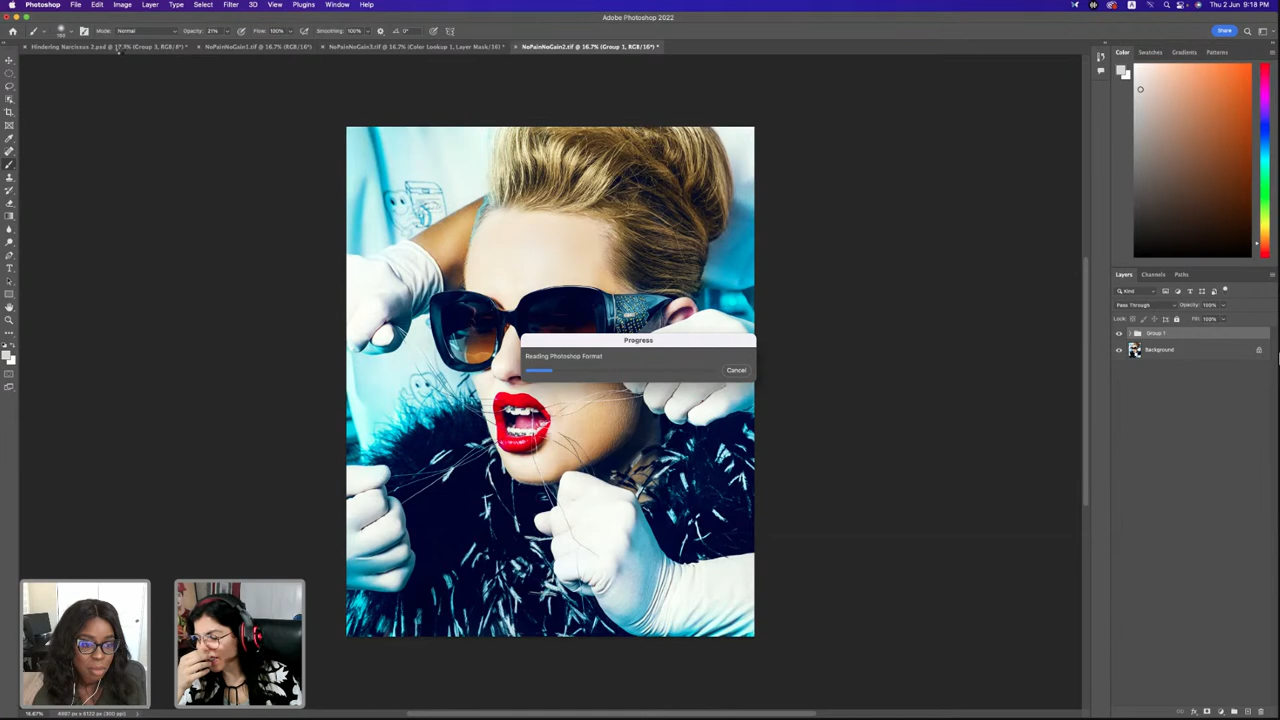 Photoshop File Edit Image Layer Type Select Filter 3D View Plugins Window Help
Thu 2 Jun 9:18 PM
Adobe Photoshop 2022
Mode: Normal Opacity: 21% Flow: 100% Smoothing: 100% 0° Share
Hindering Narcissus 2.psd @ 17.3% (Group 3, RGB/8*) *
NoPainNoGain1.tif @ 16.7% (RGB/16*)
NoPainNoGain3.tif @ 16.7% (Color Lookup 1, Layer Mask/16) *
NoPainNoGain2.tif @ 16.7% (Group 1, RGB/16*) *
Color Swatches Gradients Patterns
Layers Channels Paths
Kind
Pass Through Opacity: 100%
Lock: Fill: 100%
Group 1
Background
Progress
Reading Photoshop Format
Cancel
16.67%